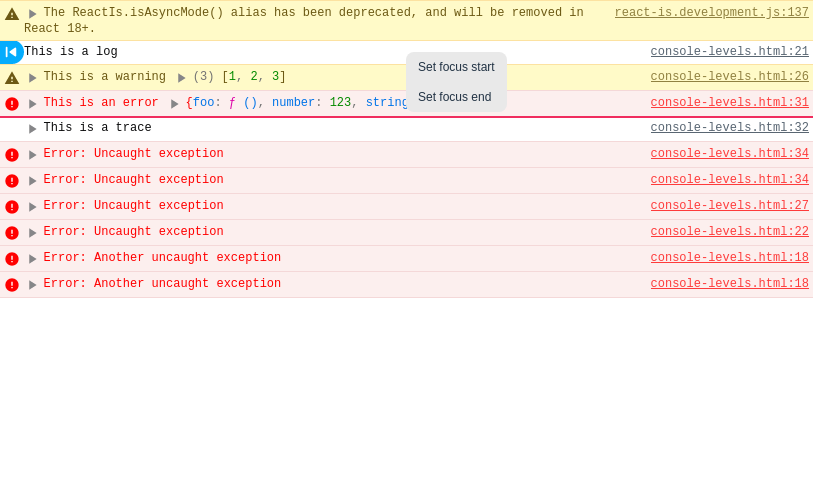 The ReactIs.isAsyncMode() alias has been deprecated, and will be removed in react-is.development.js:137
React 18+.
This is a log console-levels.html:21
Set focus start
This is a warning (3) [1, 2, 3] console-levels.html:26
Set focus end
This is an error {foo: ƒ (), number: 123, string console-levels.html:31
This is a trace console-levels.html:32
Error: Uncaught exception console-levels.html:34
Error: Uncaught exception console-levels.html:34
Error: Uncaught exception console-levels.html:27
Error: Uncaught exception console-levels.html:22
Error: Another uncaught exception console-levels.html:18
Error: Another uncaught exception console-levels.html:18